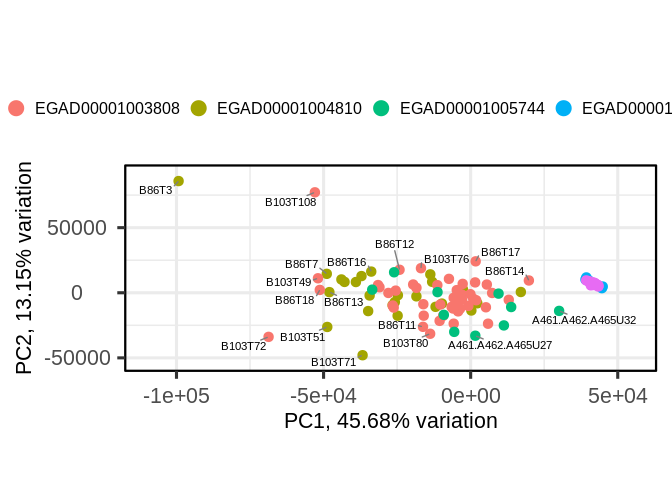 EGAD00001003808 EGAD00001004810 EGAD00001005744 EGAD00001
B86T3
B103T108
B86T12
B86T17
B86T7 B86T16 B103T76
B86T14
B103T49
B86T18 B86T13
A461.A462.A465U32
B86T11
B103T51 B103T80
B103T72 A461.A462.A465U27
B103T71
50000
0
-50000
PC2, 13.15% variation
-1e+05 -5e+04 0e+00 5e+04
PC1, 45.68% variation